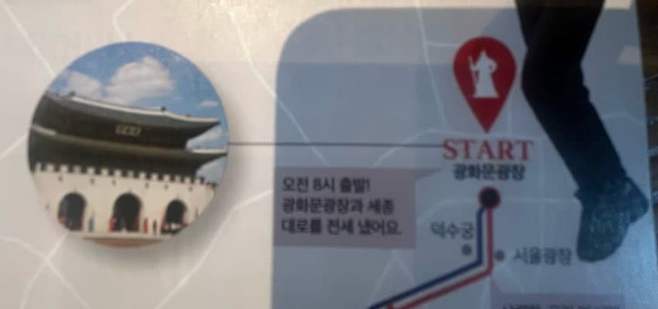 START
광화문광장
오전 8시 출발!
광화문광장과 세종
대로를 전세 냈어요.
덕수궁
서울광장